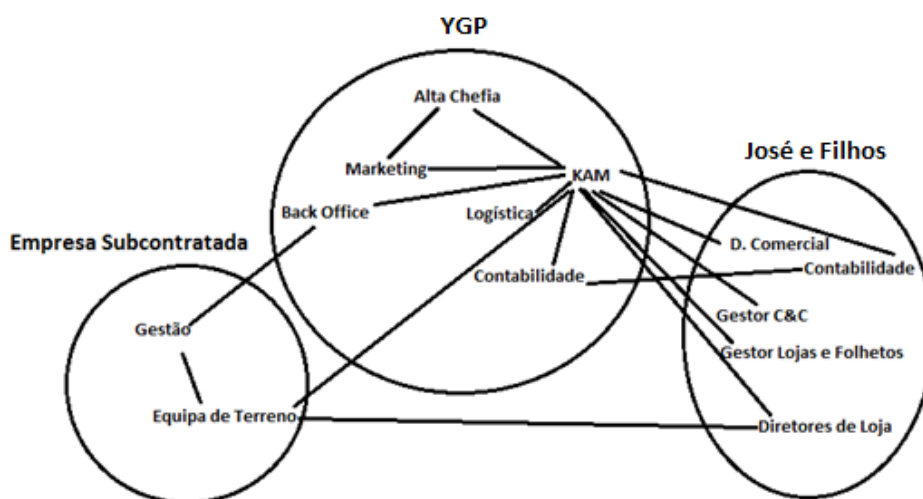 YGP
Alta Chefia
José e Filhos
Marketing
KAM
Back Office
Logística
Empresa Subcontratada
D. Comercial
Contabilidade
Contabilidade
Gestor C&C
Gestão
Gestor Lojas e Folhetos
Equipa de Terreno
Diretores de Loja